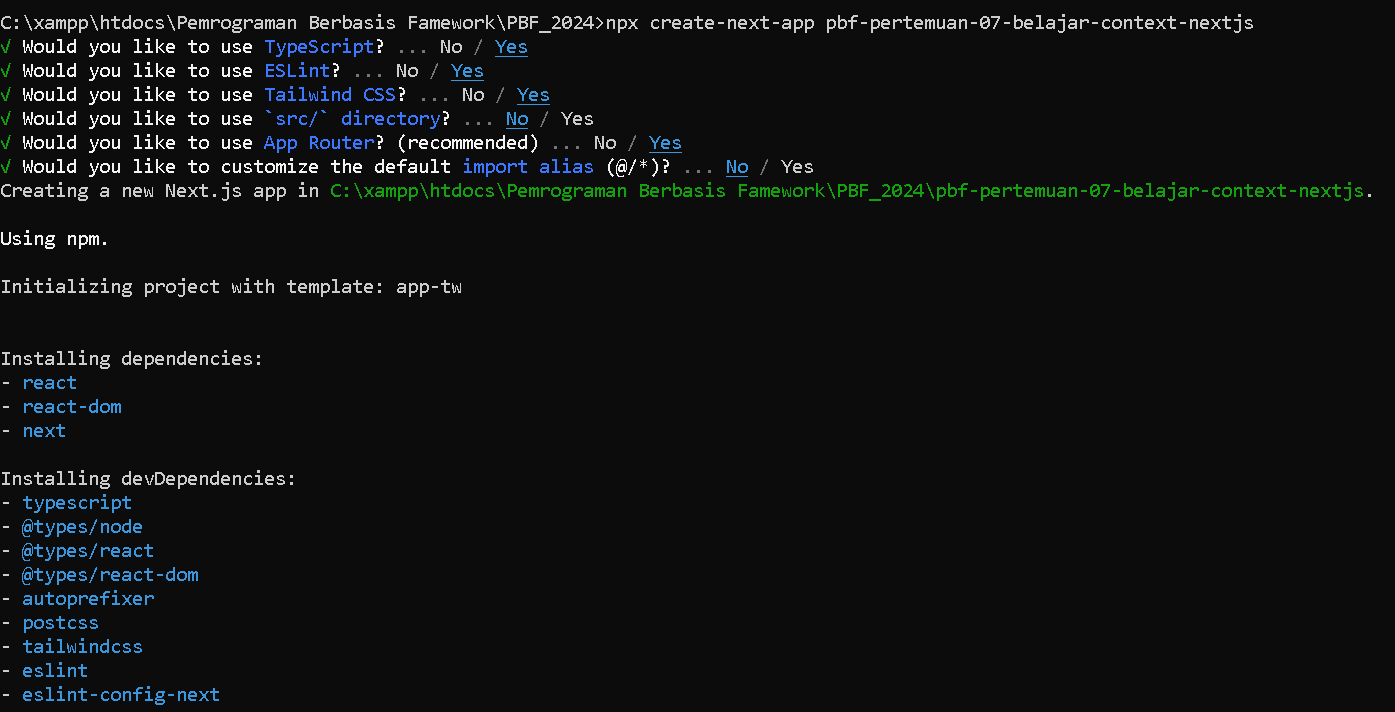 C:\xampp\htdocs\Pemrograman Berbasis Famework\PBF_2024>npx create-next-app pbf-pertemuan-07-belajar-context-nextjs
√ Would you like to use TypeScript? ... No / Yes
√ Would you like to use ESLint? ... No / Yes
√ Would you like to use Tailwind CSS? ... No / Yes
√ Would you like to use `src/` directory? ... No / Yes
√ Would you like to use App Router? (recommended) ... No / Yes
√ Would you like to customize the default import alias (@/*)? ... No / Yes
Creating a new Next.js app in C:\xampp\htdocs\Pemrograman Berbasis Famework\PBF_2024\pbf-pertemuan-07-belajar-context-nextjs.
Using npm.
Initializing project with template: app-tw
Installing dependencies:
- react
- react-dom
- next
Installing devDependencies:
- typescript
- @types/node
- @types/react
- @types/react-dom
- autoprefixer
- postcss
- tailwindcss
- eslint
- eslint-config-next